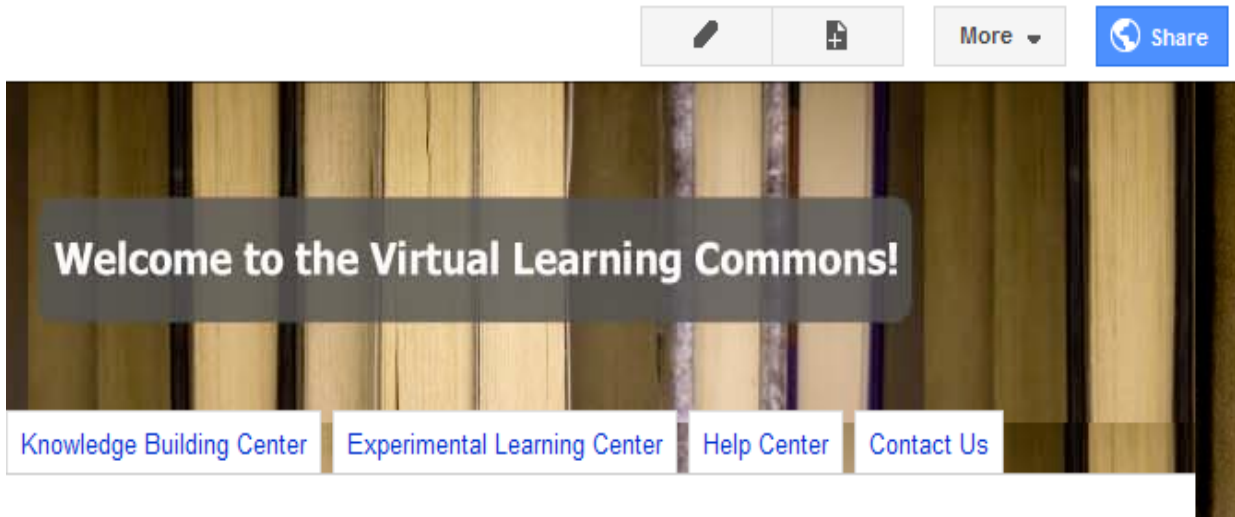 More Share
Welcome to the Virtual Learning Commons!
Knowledge Building Center Experimental Learning Center Help Center Contact Us